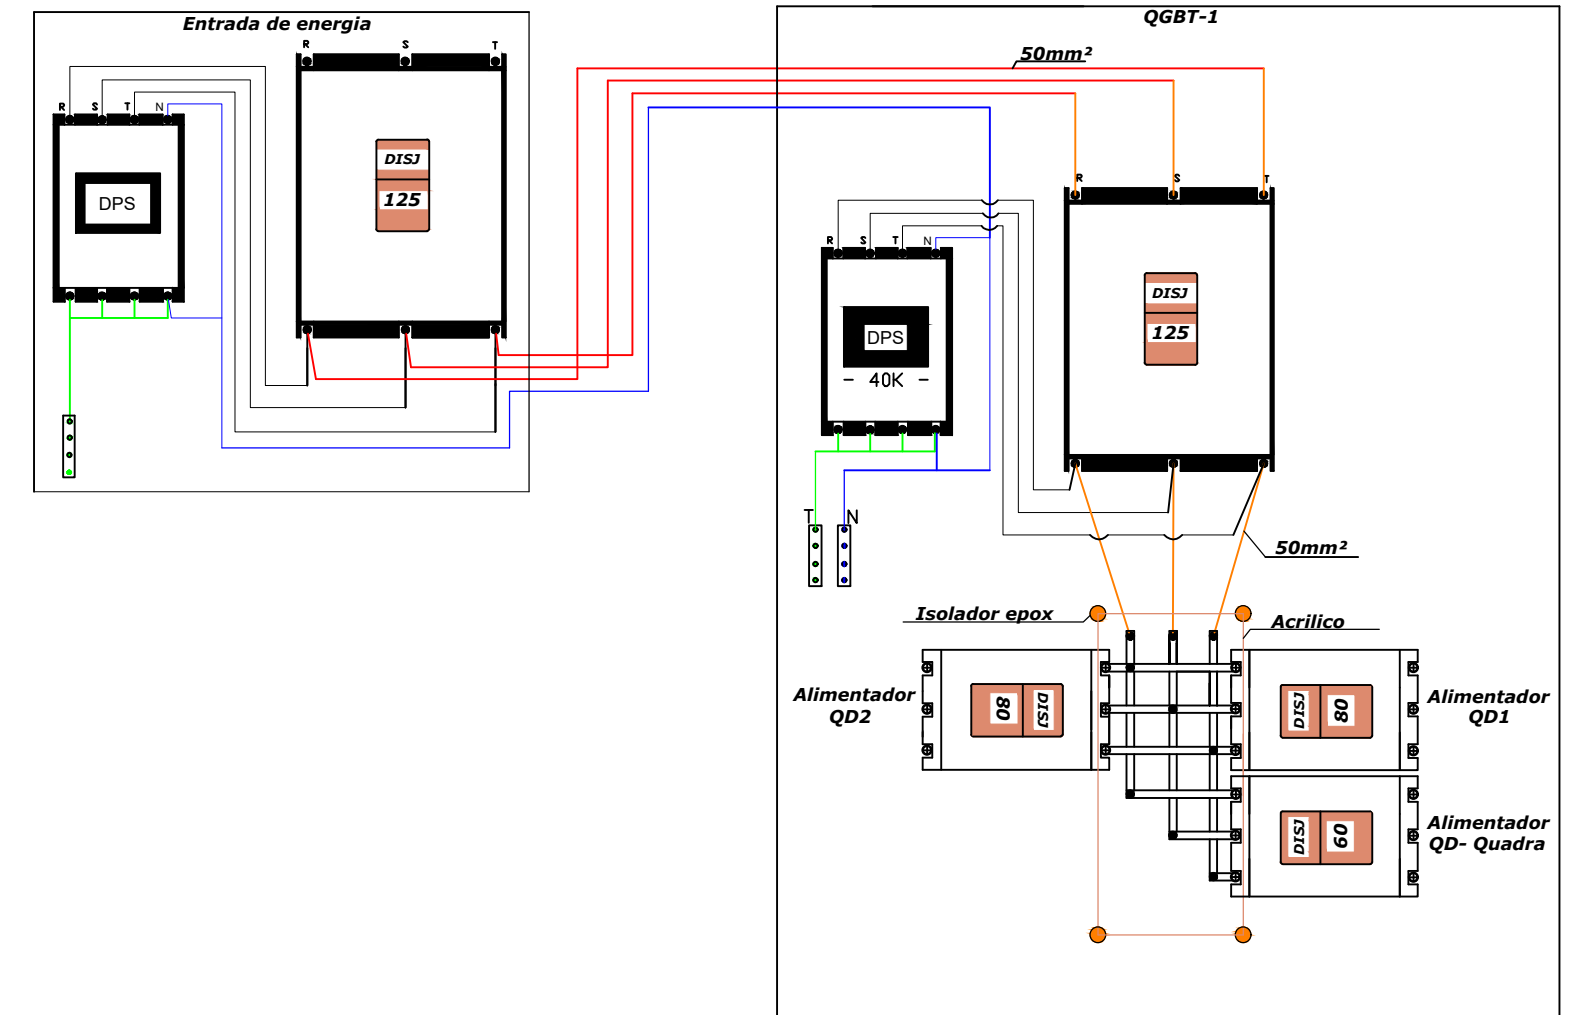 Entrada de energia
QGBT-1
R S T
50mm²
R S T N
DISJ
125
DPS
R S T
R S T N
DISJ
125
DPS
- 40K -
T N
50mm²
Isolador epox
Acrilico
Alimentador
QD2
80
DISJ
DISJ
80
Alimentador
QD1
DISJ
60
Alimentador
QD- Quadra